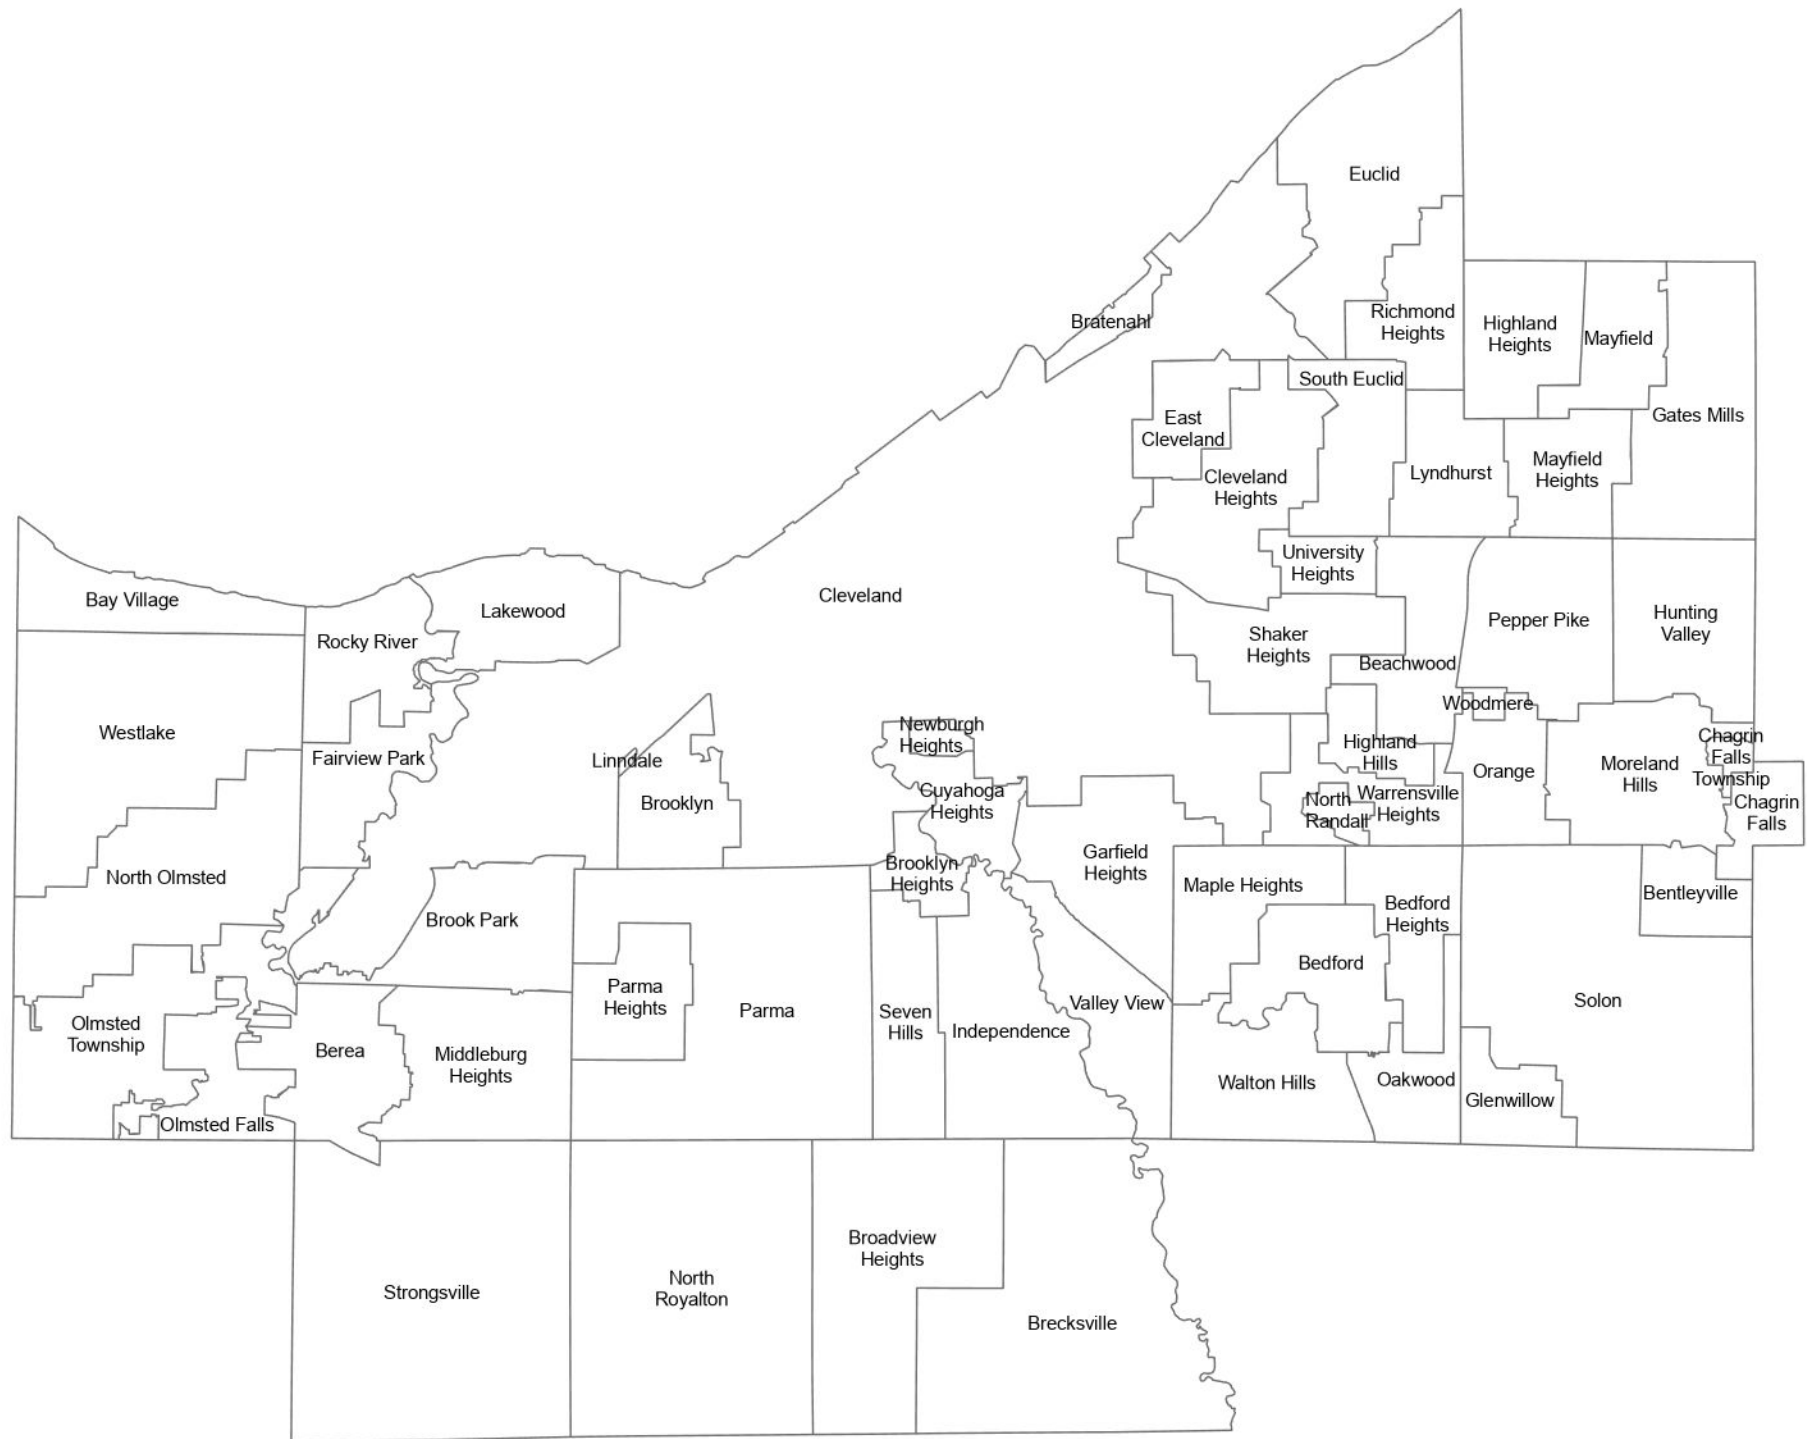 Euclid
Bratenahl
Richmond
Heights
Highland
Heights
Mayfield
South Euclid
Gates Mills
East
Cleveland
Cleveland
Heights
Lyndhurst
Mayfield
Heights
University
Heights
Bay Village
Lakewood
Cleveland
Rocky River
Shaker
Heights
Beachwood
Pepper Pike
Hunting
Valley
Westlake
Fairview Park
Linndale
Brooklyn
Newburgh
Heights
Cuyahoga
Heights
Woodmere
Highland
Hills
Orange
Moreland
Hills
Chagrin
Falls
Township
Chagrin
Falls
North
Randall
Warrensville
Heights
North Olmsted
Brook Park
Brooklyn
Heights
Garfield
Heights
Maple Heights
Bedford
Heights
Bentleyville
Bedford
Parma
Heights
Parma
Seven
Hills
Independence
Valley View
Solon
Olmsted
Township
Berea
Middleburg
Heights
Walton Hills
Oakwood
Glenwillow
Olmsted Falls
Strongsville
North
Royalton
Broadview
Heights
Brecksville